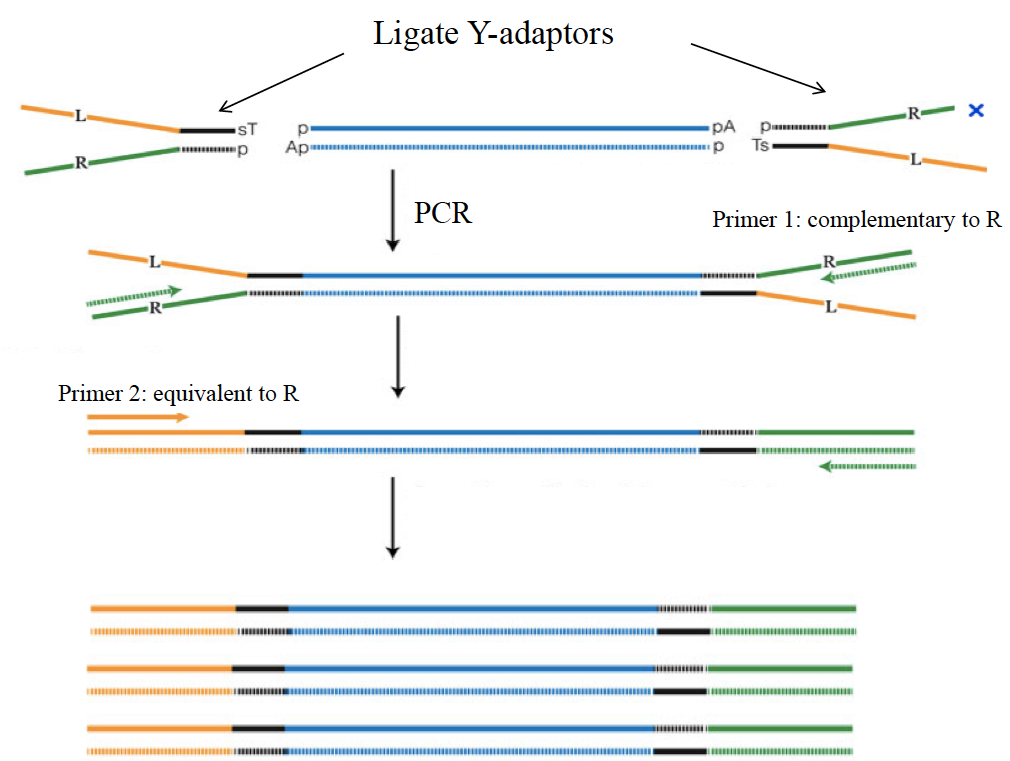 Ligate Y-adaptors
L sT p pA p R ×
R p Ap p Ts L
PCR
Primer 1: complementary to R
L R
R L
Primer 2: equivalent to R